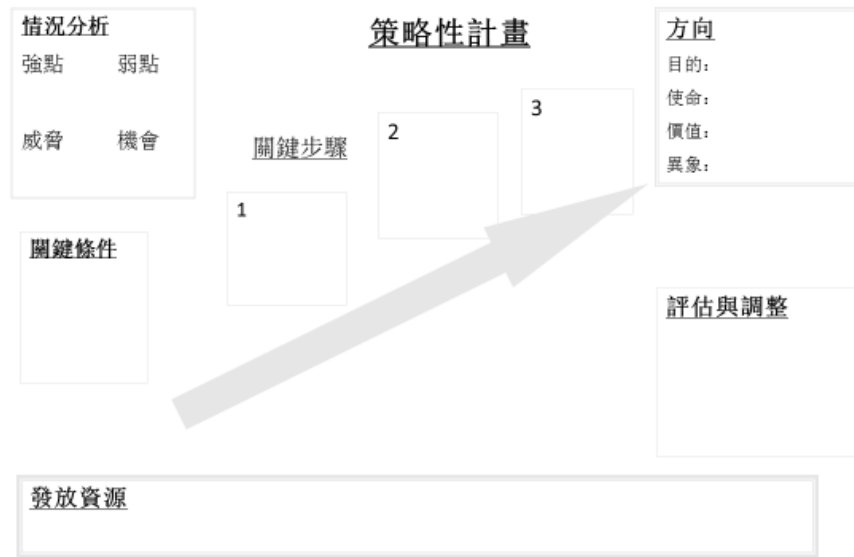 策略性計畫
情況分析
強點 弱點
威脅 機會
方向
目的:
使命:
價值:
異象:
關鍵步驟
1
2
3
關鍵條件
評估與調整
發放資源